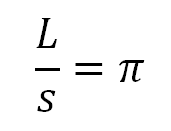 L/s = π